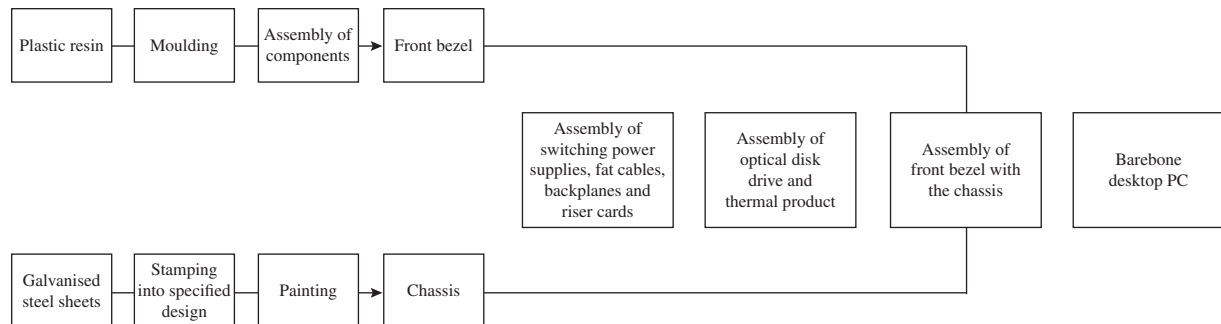 Plastic resin
Moulding
Assembly of
components
Front bezel
Assembly of
switching power
supplies, fat cables,
backplanes and
riser cards
Assembly of
optical disk
drive and
thermal product
Assembly of
front bezel with
the chassis
Barebone
desktop PC
Galvanised
steel sheets
Stamping
into specified
design
Painting
Chassis